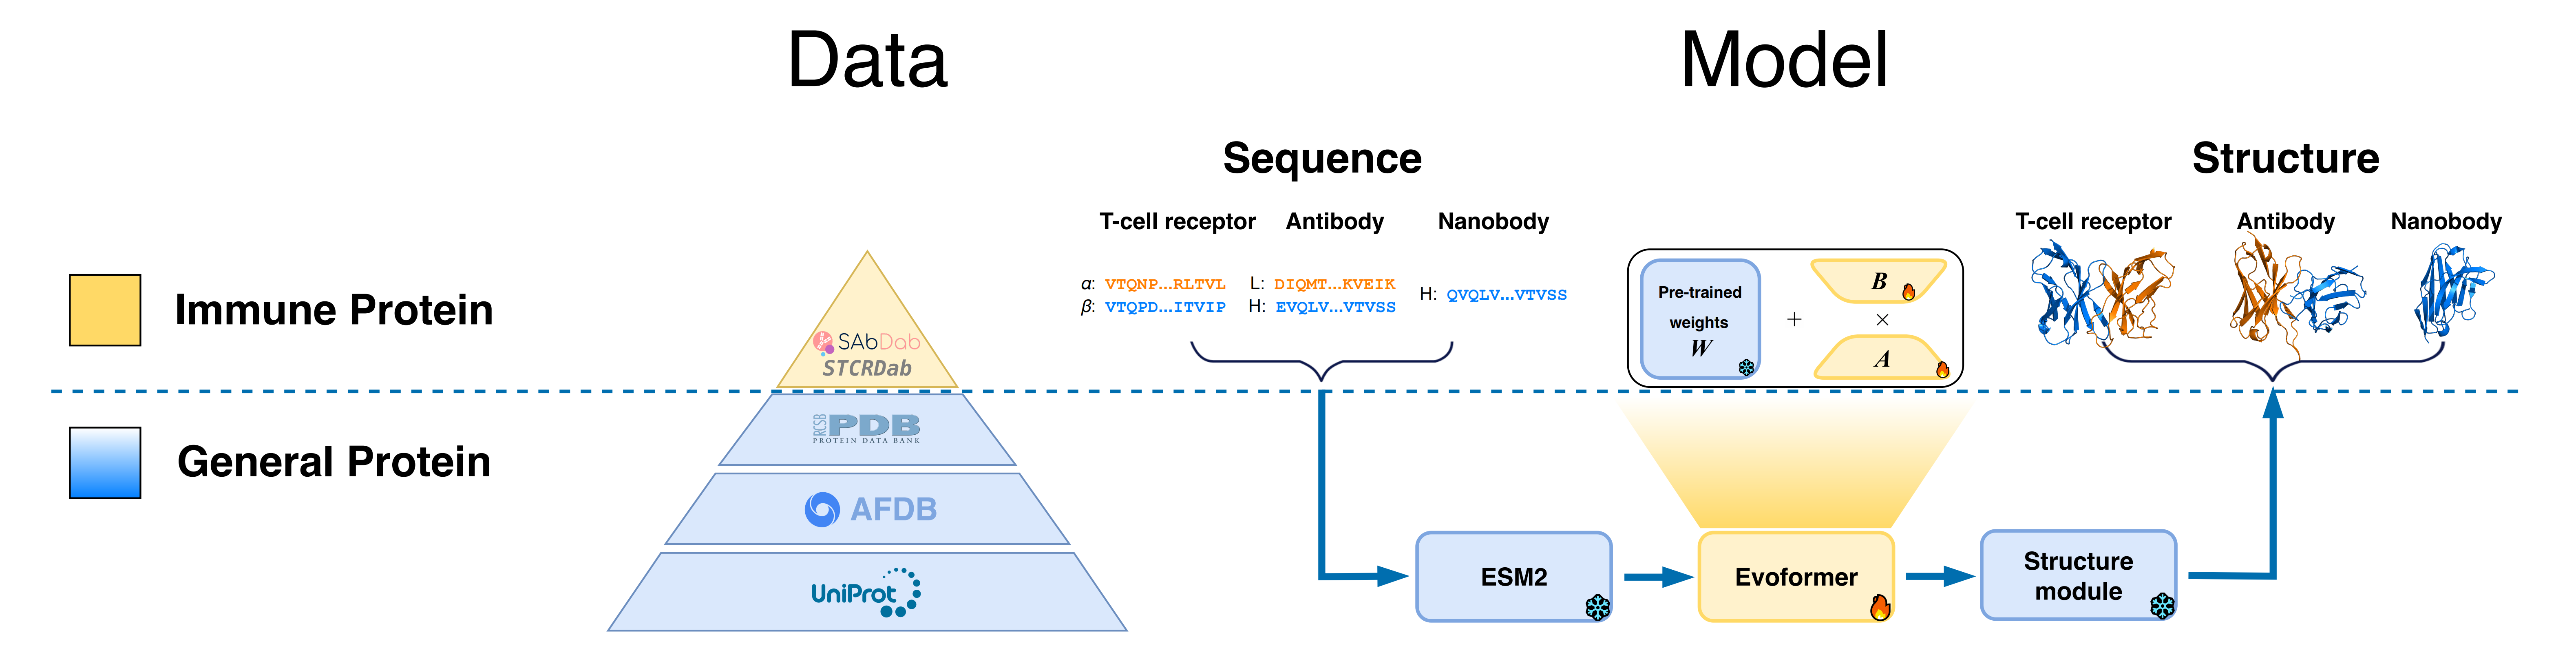 Data
Model
Immune Protein
General Protein
SAbDab
STCRDab
RCSB
PDB
PROTEIN DATA BANK
AFDB
UniProt
Sequence
T-cell receptor Antibody Nanobody
α: VTQNP...RLTVL L: DIQMT...KVEIK
β: VTQPD...ITVIP H: EVQLV...VTVSS
H: QVQLV...VTVSS
Pre-trained
weights
W
+
B
×
A
ESM2
Evoformer
Structure
module
Structure
T-cell receptor Antibody Nanobody